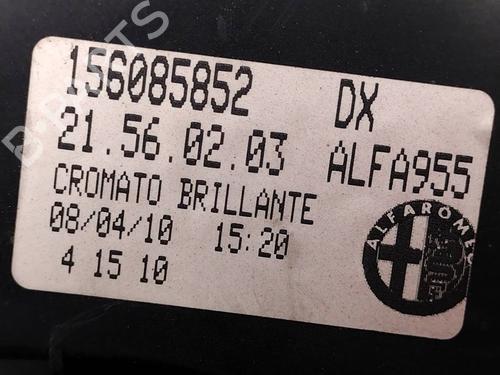 156085852 DX
21.56.02.03 ALFA955
CROMATO BRILLANTE
08/04/10 15:20
4 15 10
ALFA ROMEO
B-PARTS